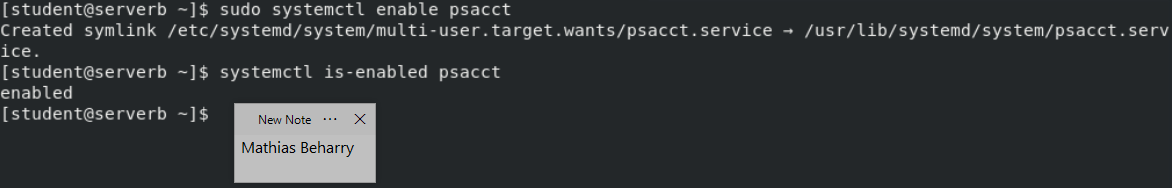 [student@serverb ~]$ sudo systemctl enable psacct
Created symlink /etc/systemd/system/multi-user.target.wants/psacct.service → /usr/lib/systemd/system/psacct.serv
ice.
[student@serverb ~]$ systemctl is-enabled psacct
enabled
[student@serverb ~]$
New Note ··· ×
Mathias Beharry